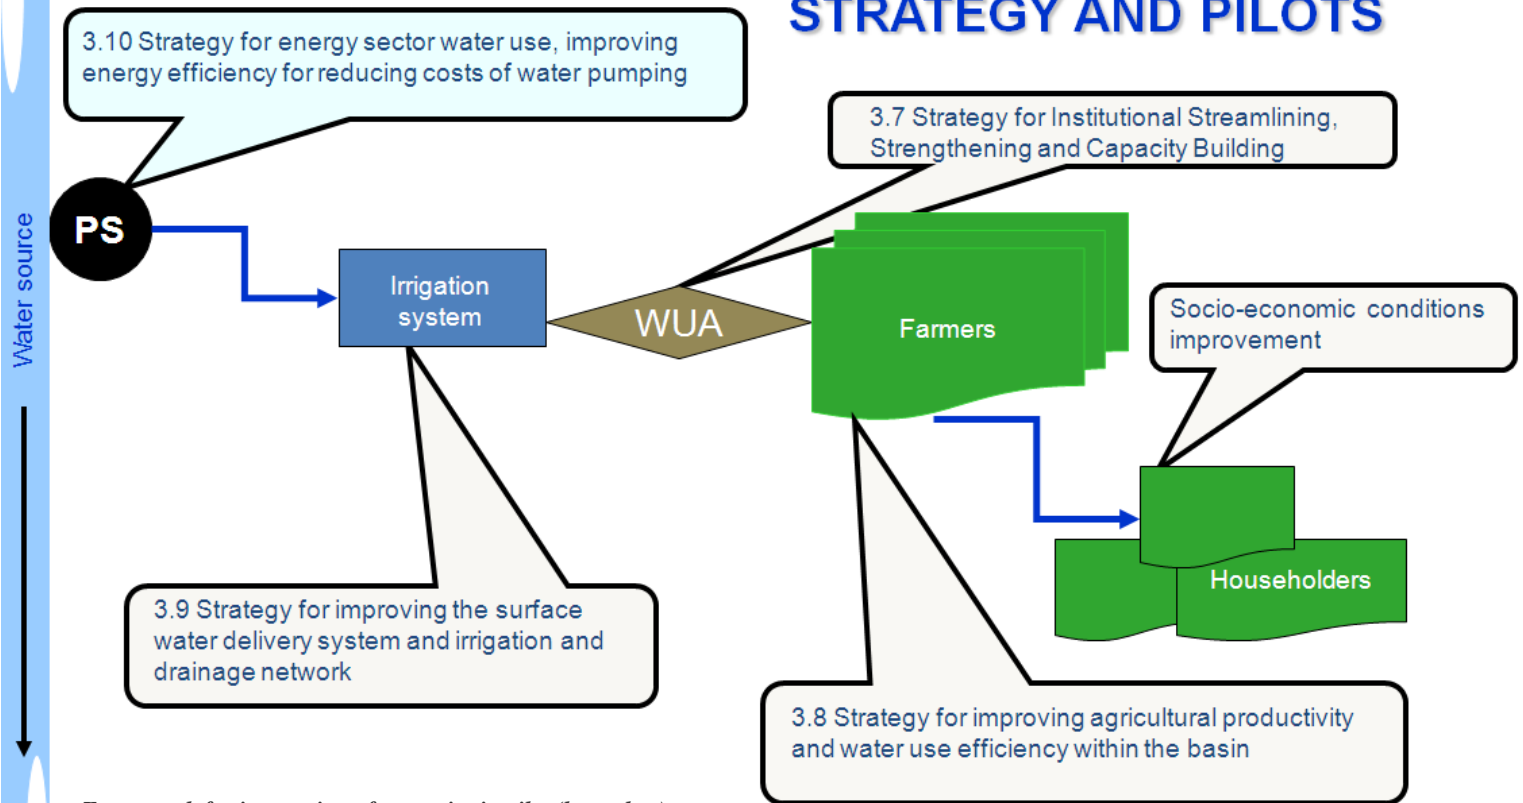 STRATEGY AND PILOTS
3.10 Strategy for energy sector water use, improving
energy efficiency for reducing costs of water pumping
3.7 Strategy for Institutional Streamlining,
Strengthening and Capacity Building
PS
Water source
Irrigation
system
WUA
Farmers
Socio-economic conditions
improvement
Householders
3.9 Strategy for improving the surface
water delivery system and irrigation and
drainage network
3.8 Strategy for improving agricultural productivity
and water use efficiency within the basin